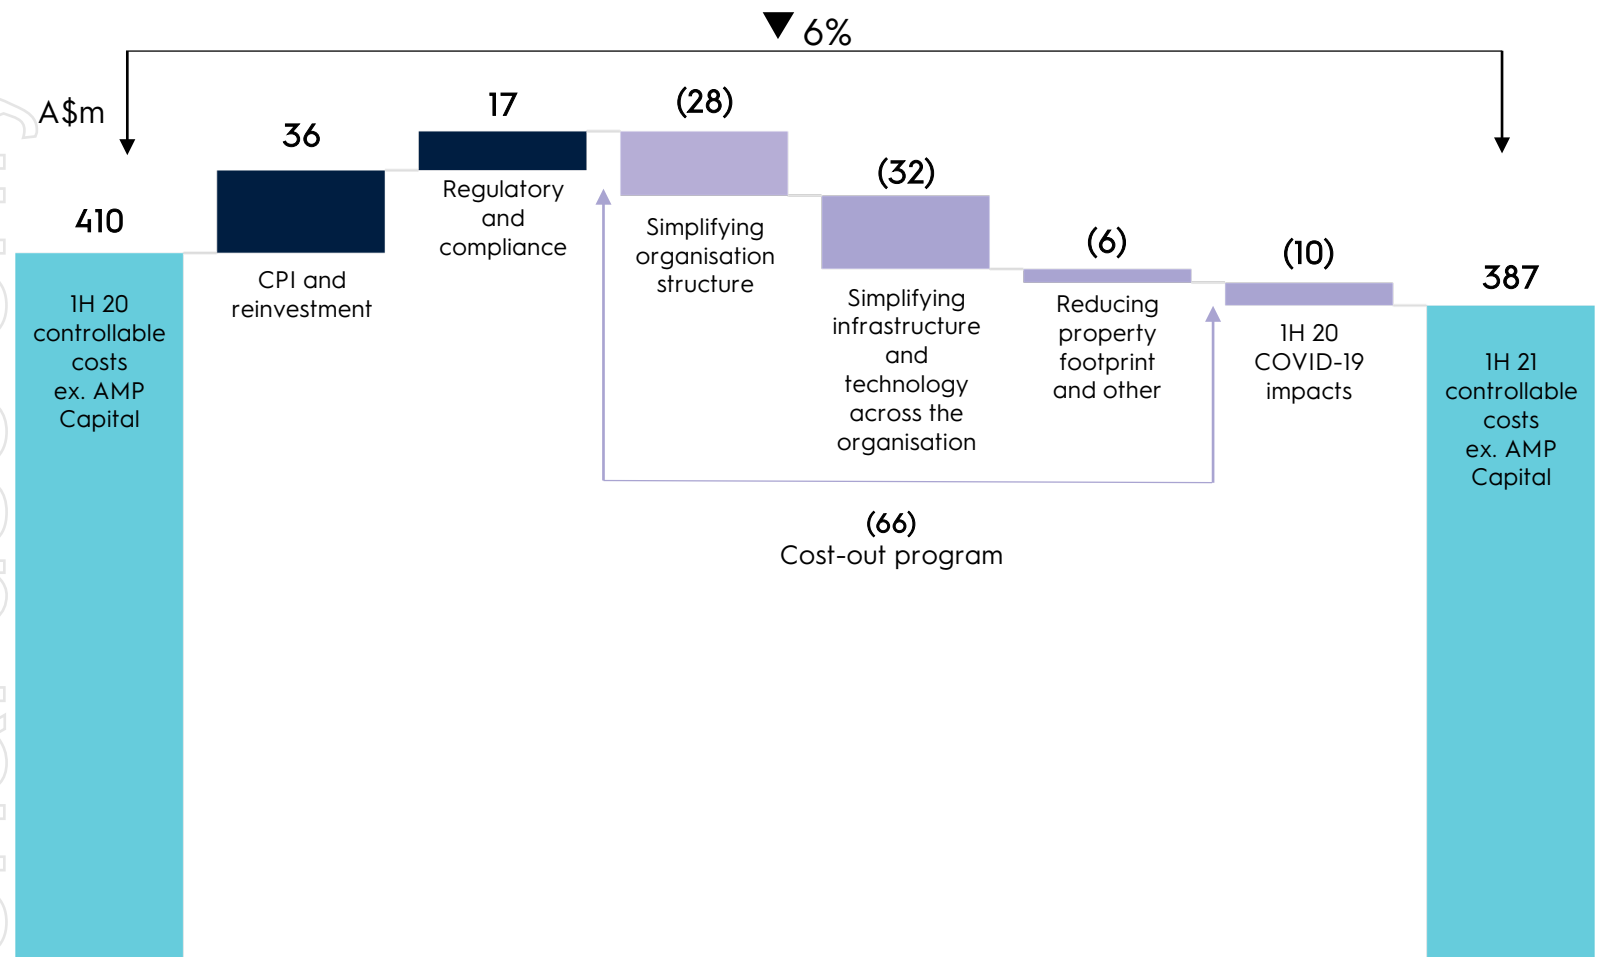 6%
A$m
410
1H 20
controllable
costs
ex. AMP
Capital
36
CPI and
reinvestment
17
Regulatory
and
compliance
(28)
Simplifying
organisation
structure
(32)
Simplifying
infrastructure
and
technology
across the
organisation
(6)
Reducing
property
footprint
and other
(10)
1H 20
COVID-19
impacts
387
1H 21
controllable
costs
ex. AMP
Capital
(66)
Cost-out program